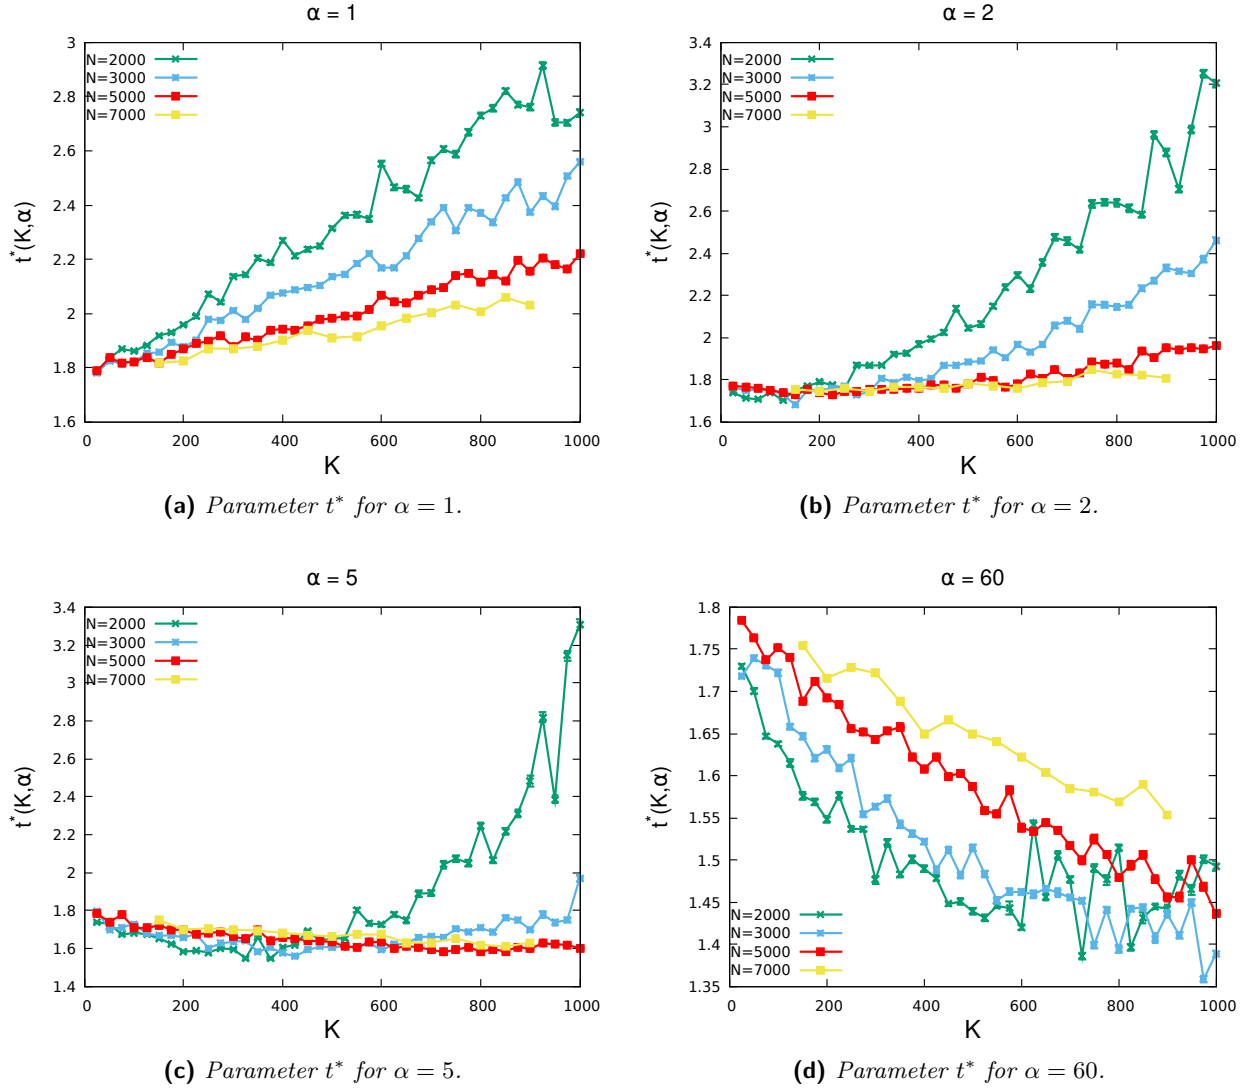 α = 1
t*(K,α)
3
2.8
2.6
2.4
2.2
2
1.8
1.6
N=2000
N=3000
N=5000
N=7000
0 200 400 600 800 1000
K
(a) Parameter t* for α = 1.
α = 2
t*(K,α)
3.4
3.2
3
2.8
2.6
2.4
2.2
2
1.8
1.6
N=2000
N=3000
N=5000
N=7000
0 200 400 600 800 1000
K
(b) Parameter t* for α = 2.
α = 5
t*(K,α)
3.4
3.2
3
2.8
2.6
2.4
2.2
2
1.8
1.6
1.4
N=2000
N=3000
N=5000
N=7000
0 200 400 600 800 1000
K
(c) Parameter t* for α = 5.
α = 60
t*(K,α)
1.8
1.75
1.7
1.65
1.6
1.55
1.5
1.45
1.4
1.35
N=2000
N=3000
N=5000
N=7000
0 200 400 600 800 1000
K
(d) Parameter t* for α = 60.